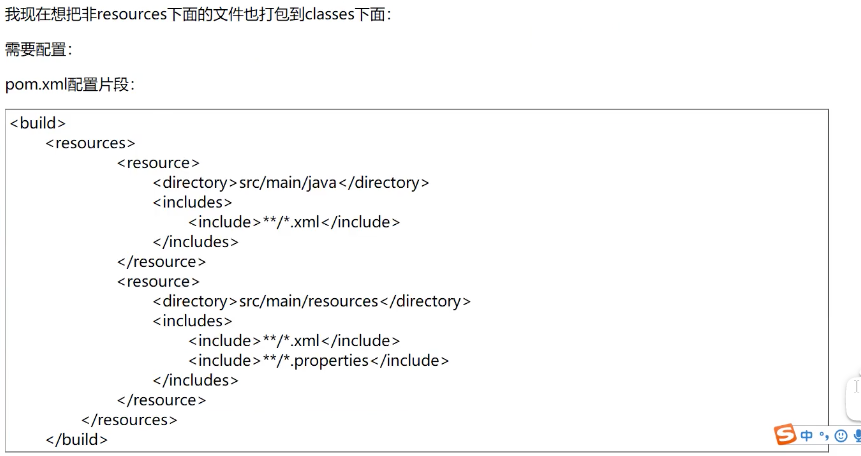 我现在想把非resources下面的文件也打包到classes下面：
需要配置：
pom.xml配置片段：
<build>
<resources>
<resource>
<directory>src/main/java</directory>
<includes>
<include>**/*.xml</include>
</includes>
</resource>
<resource>
<directory>src/main/resources</directory>
<includes>
<include>**/*.xml</include>
<include>**/*.properties</include>
</includes>
</resource>
</resources>
</build>
S 中